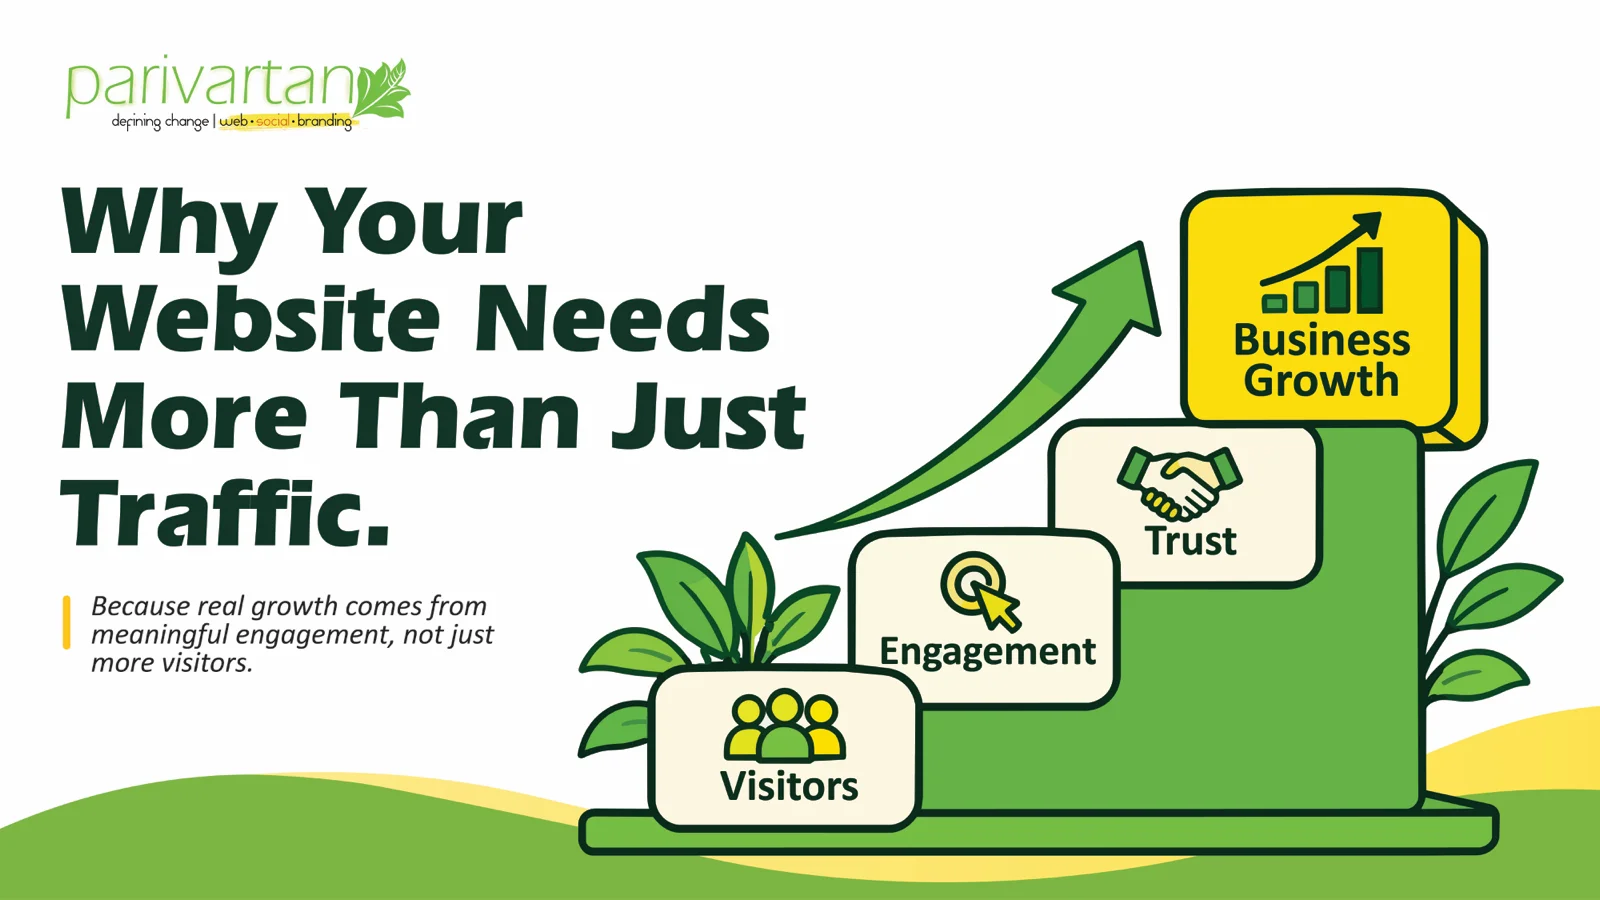 parivartan
defining change | web • social • branding
Why Your
Website Needs
More Than Just
Traffic.
Because real growth comes from
meaningful engagement, not just
more visitors.
Business
Growth
Trust
Engagement
Visitors